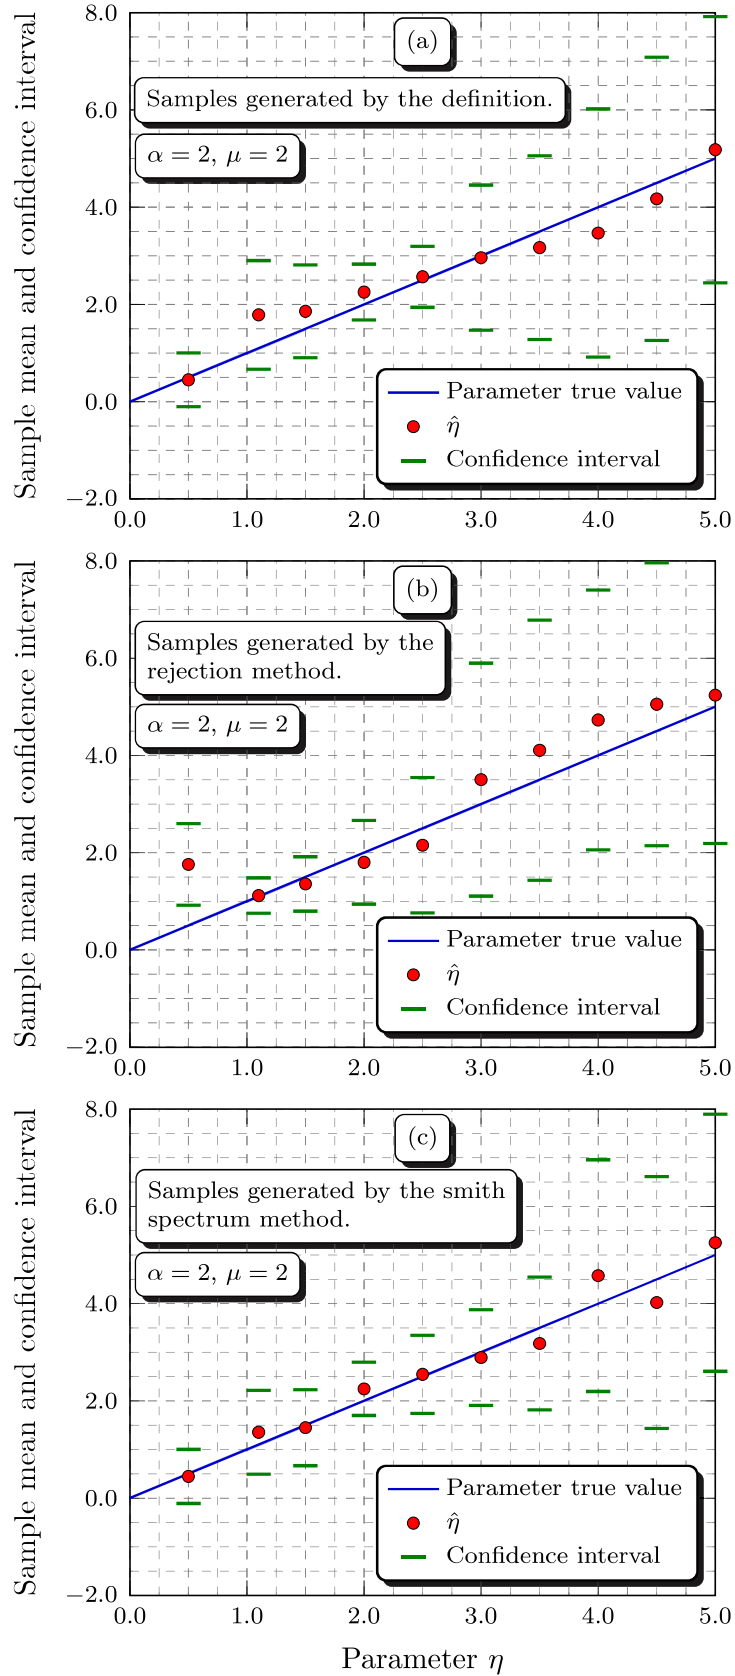 8.0
(a)
6.0
Samples generated by the definition.
α = 2, μ = 2
4.0
2.0
0.0
−2.0
Parameter true value
η̂
Confidence interval
0.0 1.0 2.0 3.0 4.0 5.0
Sample mean and confidence interval
8.0
(b)
6.0
Samples generated by the
rejection method.
α = 2, μ = 2
4.0
2.0
0.0
−2.0
Parameter true value
η̂
Confidence interval
0.0 1.0 2.0 3.0 4.0 5.0
Sample mean and confidence interval
8.0
(c)
6.0
Samples generated by the smith
spectrum method.
α = 2, μ = 2
4.0
2.0
0.0
−2.0
Parameter true value
η̂
Confidence interval
0.0 1.0 2.0 3.0 4.0 5.0
Sample mean and confidence interval
Parameter η